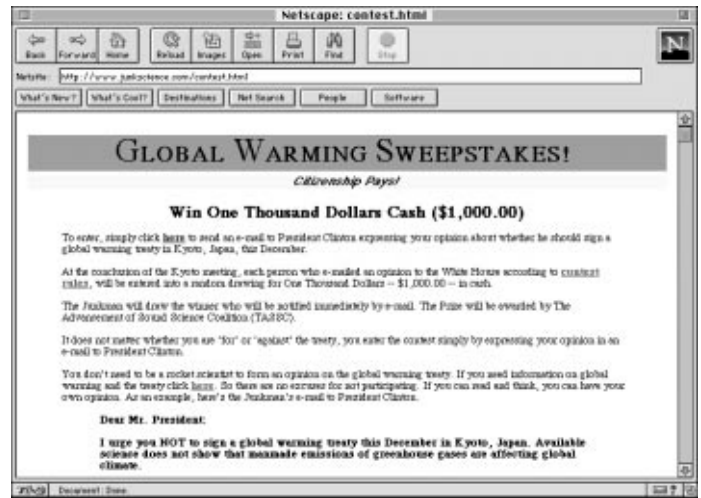 Netscape: contest.html
Back Forward Home Reload Images Open Print Find Stop
N
Netsite: http://www.junkscience.com/contest.html
What's New? What's Cool? Destinations Net Search People Software
GLOBAL WARMING SWEEPSTAKES!
Citizenship Pays!
Win One Thousand Dollars Cash ($1,000.00)
To enter, simply click here to send an e-mail to President Clinton expressing your opinion about whether he should sign a
global warming treaty in Kyoto, Japan, this December.
At the conclusion of the Kyoto meeting, each person who e-mailed an opinion to the White House according to contest
rules, will be entered into a random drawing for One Thousand Dollars -- $1,000.00 -- in cash.
The Junkman will draw the winner who will be notified immediately by e-mail. The Prize will be awarded by The
Advancement of Sound Science Coalition (TASSC).
It does not matter whether you are "for" or "against" the treaty, you enter the contest simply by expressing your opinion in an
e-mail to President Clinton.
You don't need to be a rocket scientist to form an opinion on the global warming treaty. If you need information on global
warming and the treaty click here. So there are no excuses for not participating. If you can read and think, you can have your
own opinion. As an example, here's the Junkman's e-mail to President Clinton.
Dear Mr. President:
I urge you NOT to sign a global warming treaty this December in Kyoto, Japan. Available
science does not show that manmade emissions of greenhouse gases are affecting global
climate.
Document: Done.